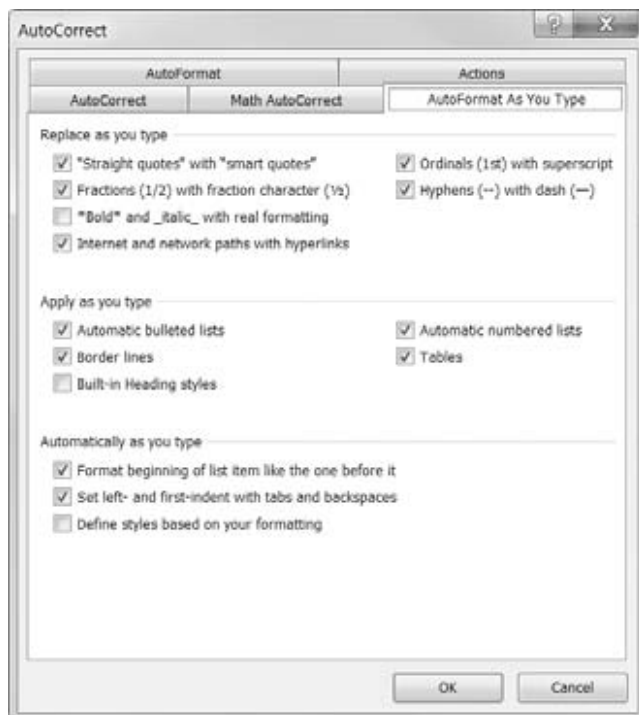 AutoCorrect
AutoFormat Actions
AutoCorrect Math AutoCorrect AutoFormat As You Type
Replace as you type
"Straight quotes" with “smart quotes” Ordinals (1st) with superscript
Fractions (1/2) with fraction character (½) Hyphens (--) with dash (—)
*Bold* and _italic_ with real formatting
Internet and network paths with hyperlinks
Apply as you type
Automatic bulleted lists Automatic numbered lists
Border lines Tables
Built-in Heading styles
Automatically as you type
Format beginning of list item like the one before it
Set left- and first-indent with tabs and backspaces
Define styles based on your formatting
OK Cancel